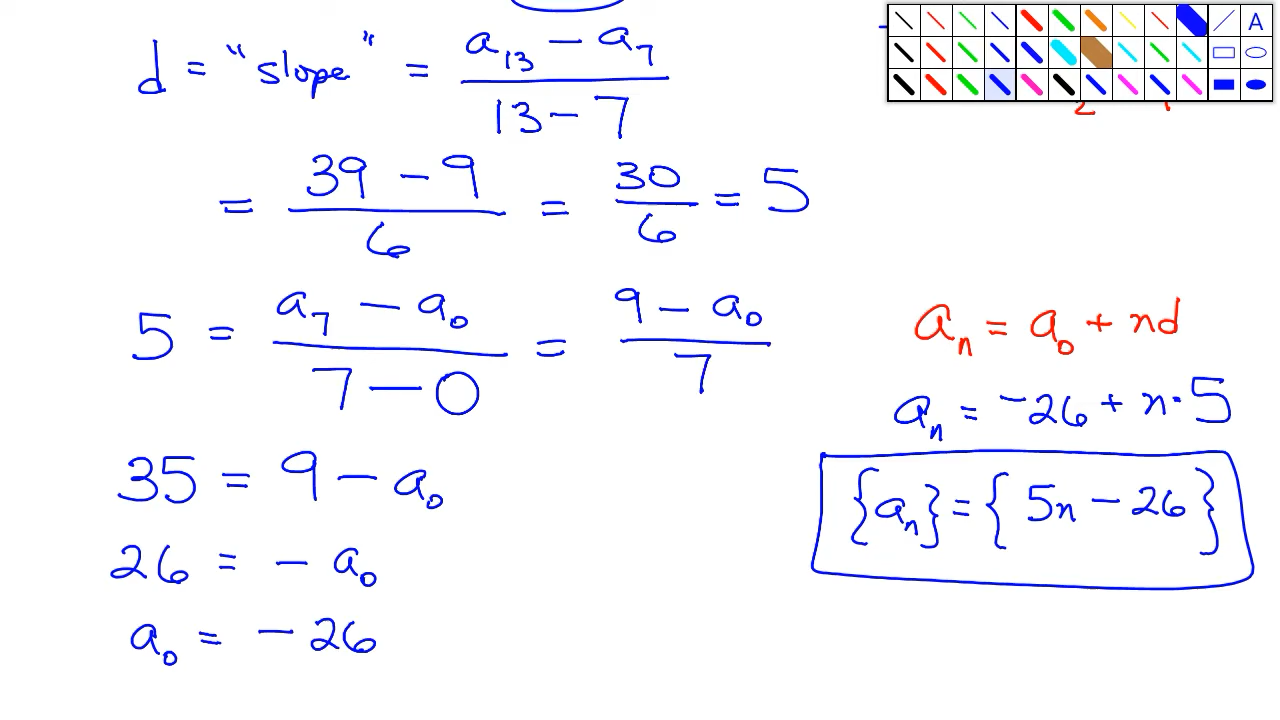 d = "slope" = (a₁₃ − a₇) / (13 − 7)
= (39 − 9) / 6 = 30/6 = 5
5 = (a₇ − a₀) / (7 − 0) = (9 − a₀) / 7
35 = 9 − a₀
26 = − a₀
a₀ = − 26
aₙ = a₀ + nd
aₙ = −26 + n · 5
{aₙ} = { 5n − 26 }
A